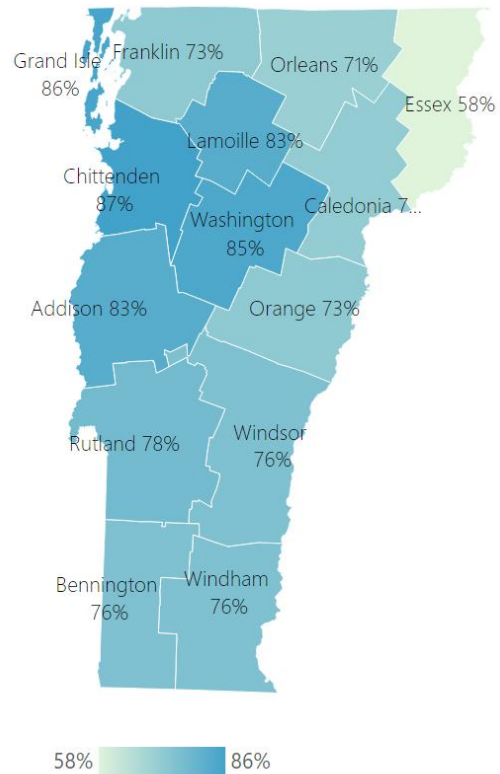 Grand Isle
86%
Franklin 73%
Orleans 71%
Essex 58%
Lamoille 83%
Chittenden
87%
Washington
85%
Caledonia 7...
Addison 83%
Orange 73%
Rutland 78%
Windsor
76%
Bennington
76%
Windham
76%
58%
86%